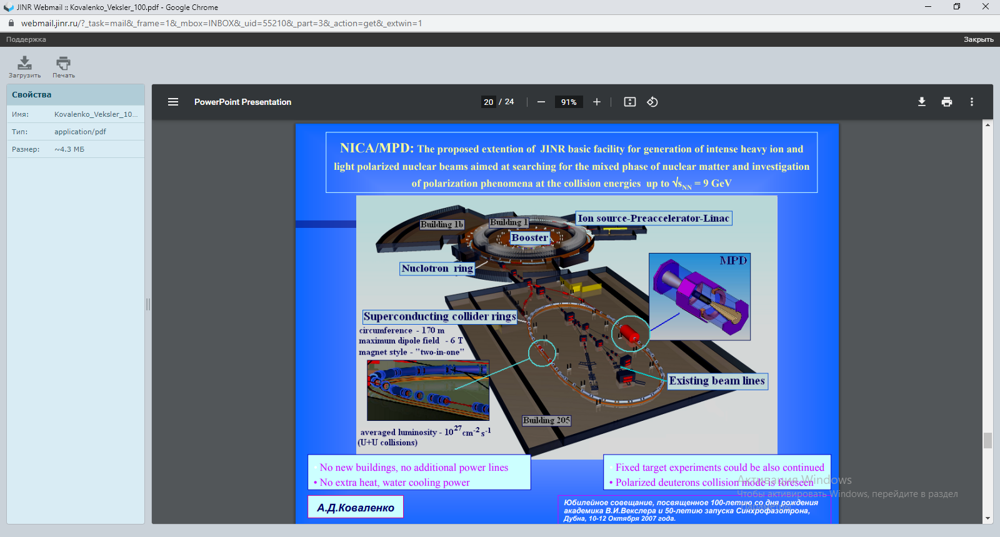 JINR Webmail :: Kovalenko_Veksler_100.pdf - Google Chrome
webmail.jinr.ru/?_task=mail&_frame=1&_mbox=INBOX&_uid=55210&_part=3&_action=get&_extwin=1
Поддержка
Закрыть
Загрузить
Печать
Свойства
Имя: Kovalenko_Veksler_10...
Тип: application/pdf
Размер: ~4.3 МБ
PowerPoint Presentation
20 / 24
91%
NICA/MPD: The proposed extention of JINR basic facility for generation of intense heavy ion and
light polarized nuclear beams aimed at searching for the mixed phase of nuclear matter and investigation
of polarization phenomena at the collision energies up to √sNN = 9 GeV
Building 1b
Building 1
Ion source-Preaccelerator-Linac
Booster
Nuclotron ring
MPD
Superconducting collider rings
circumference - 170 m
maximum dipole field - 6 T
magnet style - "two-in-one"
Existing beam lines
Building 205
averaged luminosity - 10^27 cm^-2 s^-1
(U+U collisions)
No new buildings, no additional power lines
• No extra heat, water cooling power
• Fixed target experiments could be also continued
• Polarized deuterons collision mode is foreseen
Активация Windows
Чтобы активировать Windows, перейдите в раздел
А.Д.Коваленко
Юбилейное совещание, посвященное 100-летию со дня рождения
академика В.И.Векслера и 50-летию запуска Синхрофазотрона,
Дубна, 10-12 Октября 2007 года.